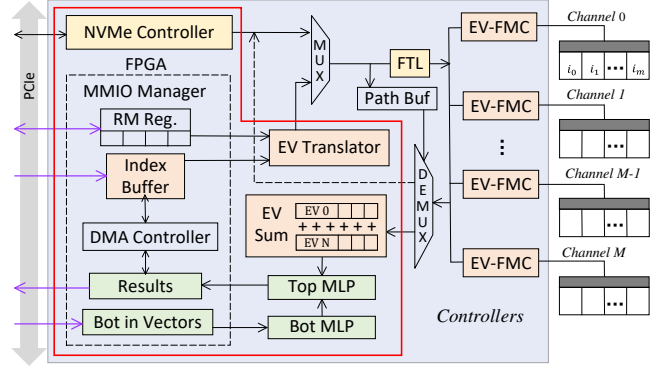 PCIe
NVMe Controller
FPGA
MMIO Manager
RM Reg.
Index
Buffer
DMA Controller
Results
Bot in Vectors
MUX
EV Translator
FTL
Path Buf
DEMUX
EV
Sum
EV 0
++++++
EV N
Top MLP
Bot MLP
Controllers
EV-FMC
EV-FMC
EV-FMC
EV-FMC
Channel 0
i0 i1 ••• im
Channel 1
•••
Channel M-1
•••
Channel M
•••